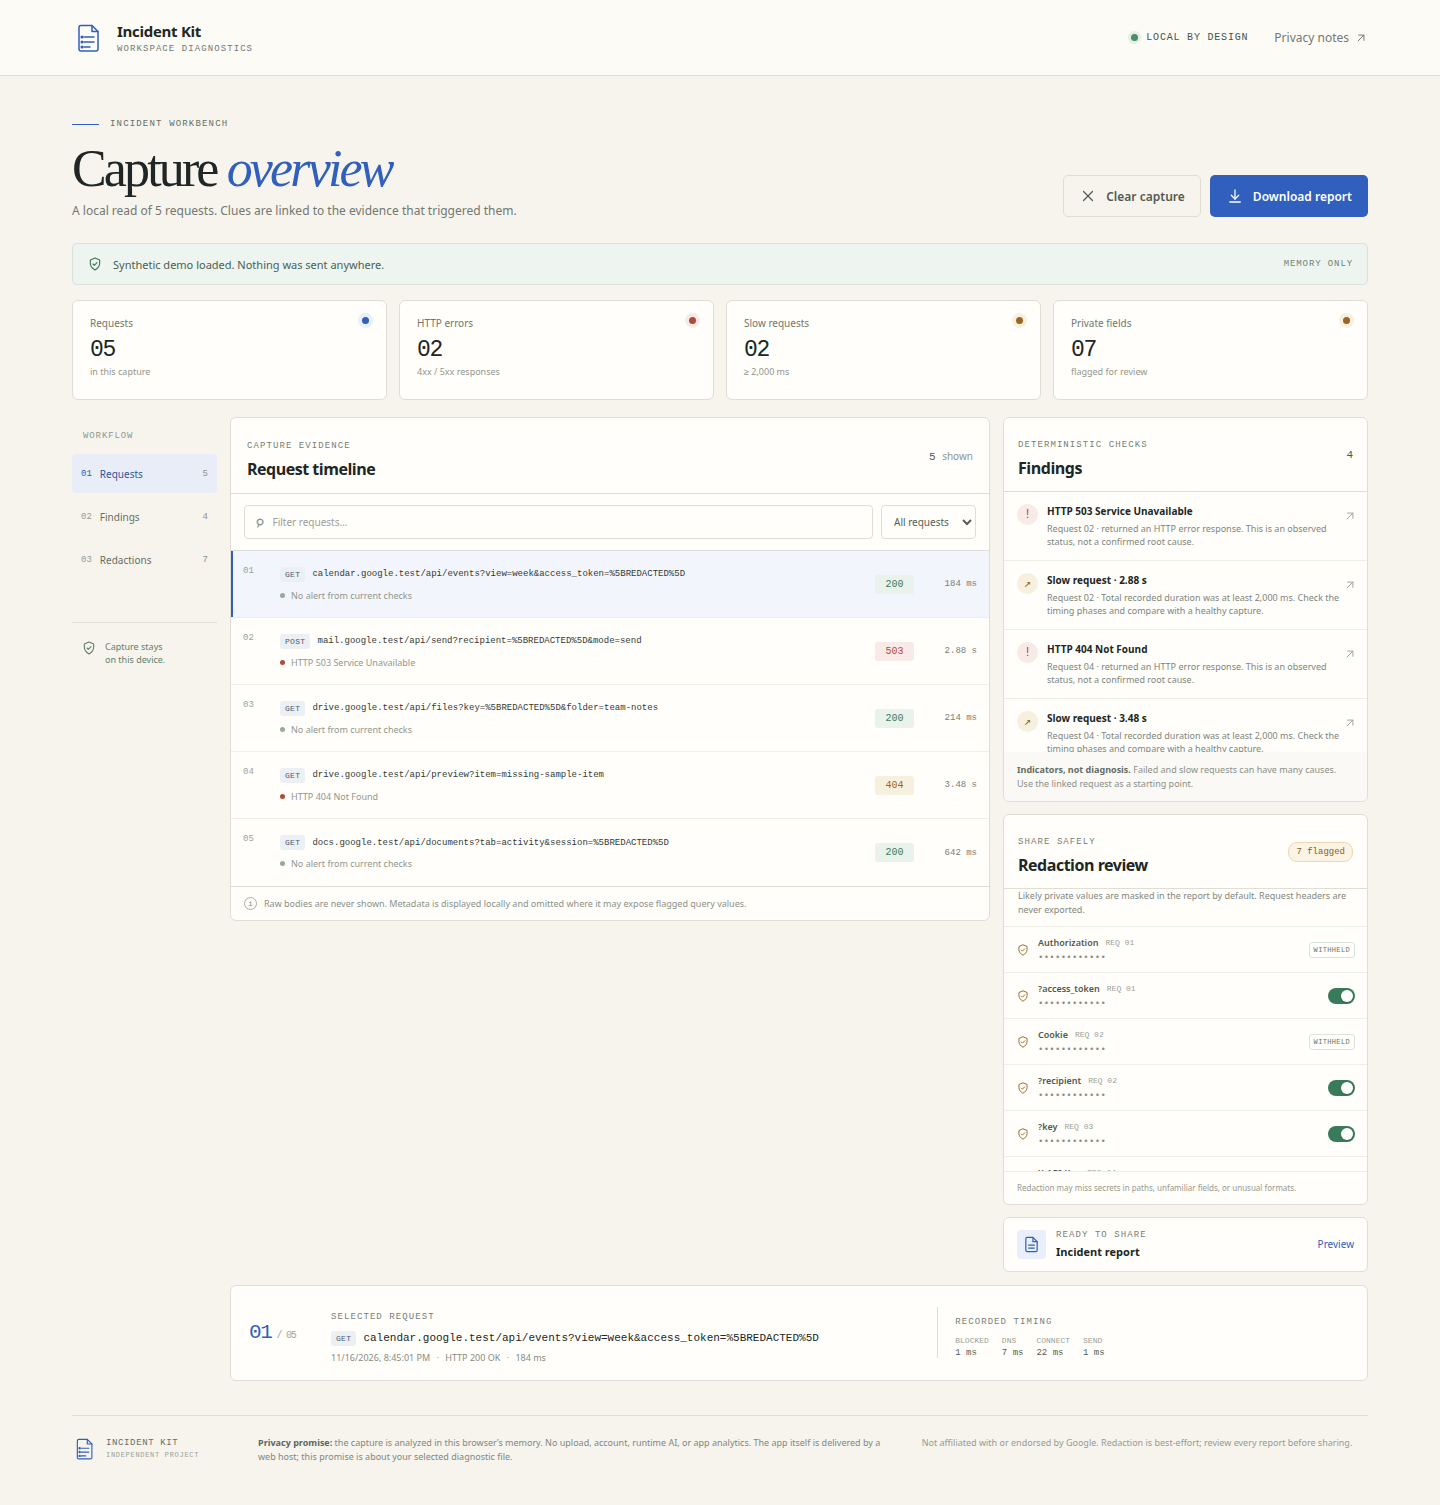 Incident Kit
WORKSPACE DIAGNOSTICS
LOCAL BY DESIGN
Privacy notes
INCIDENT WORKBENCH
Capture overview
A local read of 5 requests. Clues are linked to the evidence that triggered them.
Clear capture
Download report
Synthetic demo loaded. Nothing was sent anywhere.
MEMORY ONLY
Requests
05
in this capture
HTTP errors
02
4xx / 5xx responses
Slow requests
02
≥ 2,000 ms
Private fields
07
flagged for review
WORKFLOW
01 Requests 5
02 Findings 4
03 Redactions 7
Capture stays
on this device.
CAPTURE EVIDENCE
Request timeline
5 shown
Filter requests...
All requests
01 GET calendar.google.test/api/events?view=week&access_token=%5BREDACTED%5D
No alert from current checks
200 184 ms
02 POST mail.google.test/api/send?recipient=%5BREDACTED%5D&mode=send
HTTP 503 Service Unavailable
503 2.88 s
03 GET drive.google.test/api/files?key=%5BREDACTED%5D&folder=team-notes
No alert from current checks
200 214 ms
04 GET drive.google.test/api/preview?item=missing-sample-item
HTTP 404 Not Found
404 3.48 s
05 GET docs.google.test/api/documents?tab=activity&session=%5BREDACTED%5D
No alert from current checks
200 642 ms
Raw bodies are never shown. Metadata is displayed locally and omitted where it may expose flagged query values.
DETERMINISTIC CHECKS
Findings
4
HTTP 503 Service Unavailable
Request 02 · returned an HTTP error response. This is an observed
status, not a confirmed root cause.
Slow request · 2.88 s
Request 02 · Total recorded duration was at least 2,000 ms. Check the
timing phases and compare with a healthy capture.
HTTP 404 Not Found
Request 04 · returned an HTTP error response. This is an observed
status, not a confirmed root cause.
Slow request · 3.48 s
Request 04 · Total recorded duration was at least 2,000 ms. Check the
timing phases and compare with a healthy capture.
Indicators, not diagnosis. Failed and slow requests can have many causes.
Use the linked request as a starting point.
SHARE SAFELY
Redaction review
7 flagged
Likely private values are masked in the report by default. Request headers are
never exported.
Authorization REQ 01
••••••••••••
WITHHELD
?access_token REQ 01
••••••••••••
Cookie REQ 02
••••••••••••
WITHHELD
?recipient REQ 02
••••••••••••
?key REQ 03
••••••••••••
Redaction may miss secrets in paths, unfamiliar fields, or unusual formats.
READY TO SHARE
Incident report
Preview
01 / 05
SELECTED REQUEST
GET calendar.google.test/api/events?view=week&access_token=%5BREDACTED%5D
11/16/2026, 8:45:01 PM · HTTP 200 OK · 184 ms
RECORDED TIMING
BLOCKED DNS CONNECT SEND
1 ms 7 ms 22 ms 1 ms
INCIDENT KIT
INDEPENDENT PROJECT
Privacy promise: the capture is analyzed in this browser's memory. No upload, account, runtime AI, or app analytics. The app itself is delivered by a
web host; this promise is about your selected diagnostic file.
Not affiliated with or endorsed by Google. Redaction is best-effort; review every report before sharing.